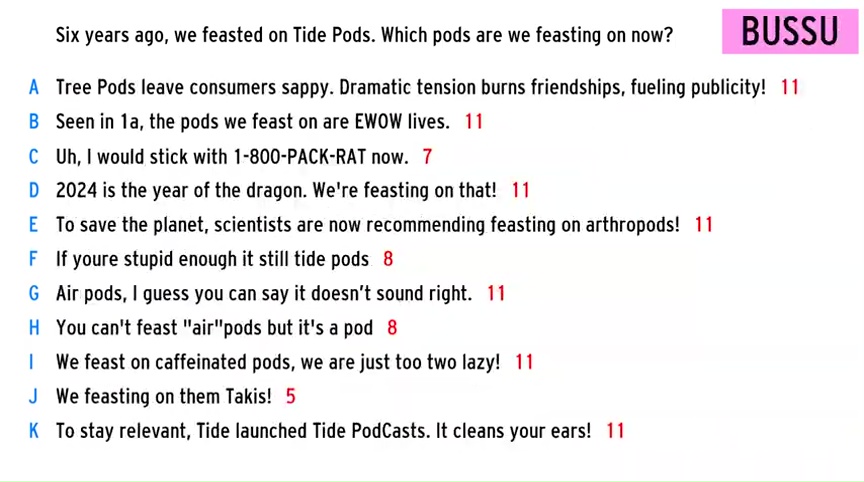 Six years ago, we feasted on Tide Pods. Which pods are we feasting on now?
BUSSU
A Tree Pods leave consumers sappy. Dramatic tension burns friendships, fueling publicity! 11
B Seen in 1a, the pods we feast on are EWOW lives. 11
C Uh, I would stick with 1-800-PACK-RAT now. 7
D 2024 is the year of the dragon. We're feasting on that! 11
E To save the planet, scientists are now recommending feasting on arthropods! 11
F If youre stupid enough it still tide pods 8
G Air pods, I guess you can say it doesn’t sound right. 11
H You can't feast "air"pods but it's a pod 8
I We feast on caffeinated pods, we are just too two lazy! 11
J We feasting on them Takis! 5
K To stay relevant, Tide launched Tide PodCasts. It cleans your ears! 11